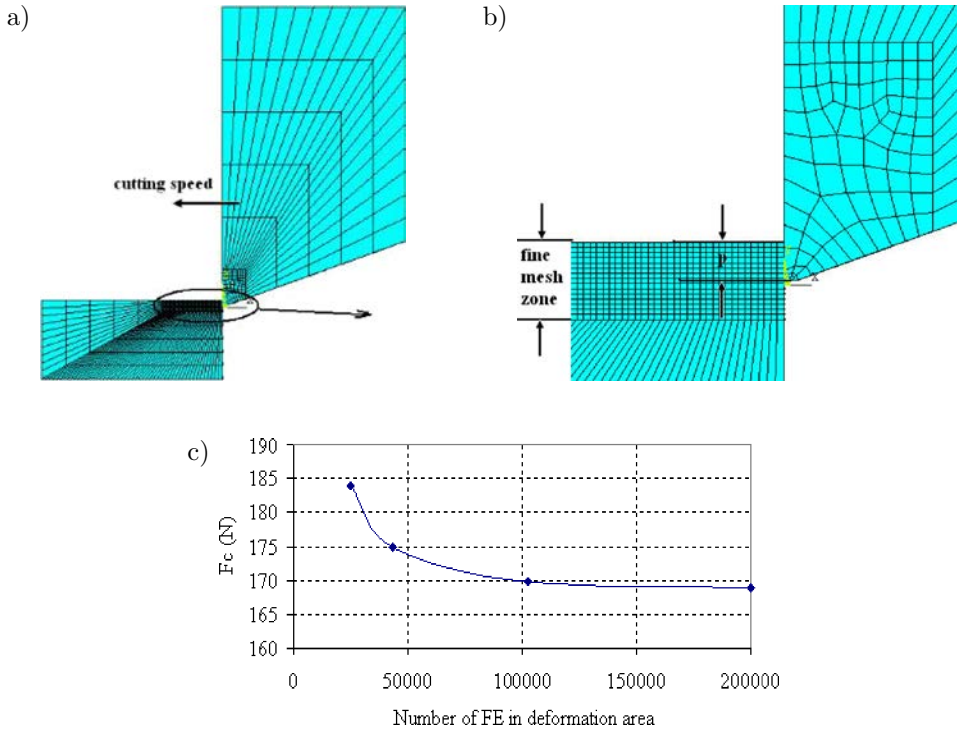 a)
b)
cutting speed
fine
mesh
zone
p
x
c)
190
185
180
175
170
165
160
Fc (N)
0
50000
100000
150000
200000
Number of FE in deformation area